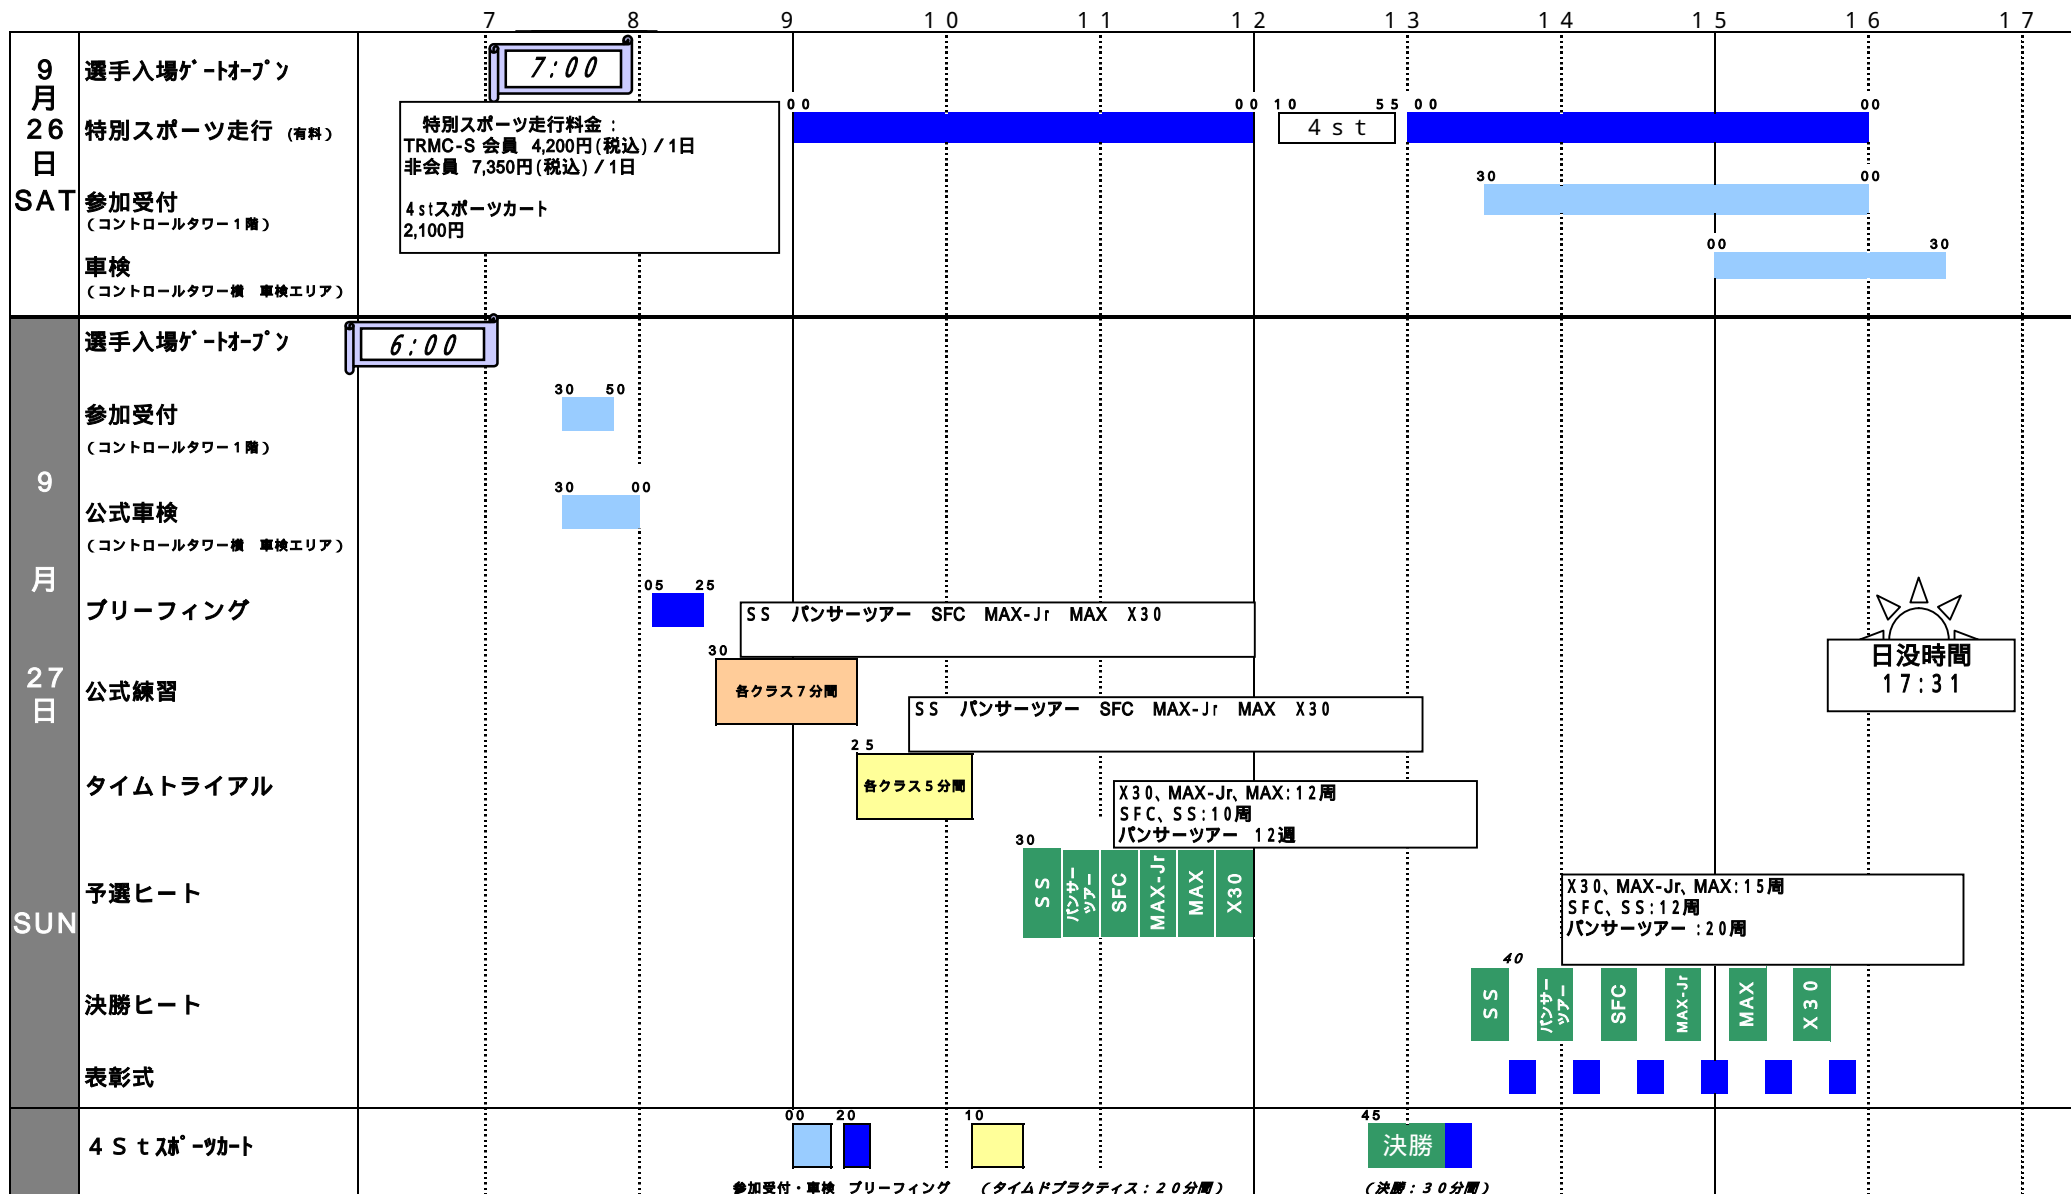 7 8 9 10 11 12 13 14 15 16 17
9
月
26
日
SAT
選手入場ｹﾞｰﾄｵｰﾌﾟﾝ
7:00
特別スポーツ走行 (有料)
00 00 10 55 00 00
4st
特別スポーツ走行料金：
TRMC-S 会員 4,200円(税込)/1日
非会員 7,350円(税込)/1日
4stスポーツカート
2,100円
参加受付
（コントロールタワー１階）
30 00
車検
（コントロールタワー横 車検エリア）
00 30
9
月
27
日
SUN
選手入場ｹﾞｰﾄｵｰﾌﾟﾝ
6:00
参加受付
（コントロールタワー１階）
30 50
公式車検
（コントロールタワー横 車検エリア）
30 00
ブリーフィング
05 25
SS パンサーツアー SFC MAX-Jr MAX X30
公式練習
30
各クラス７分間
SS パンサーツアー SFC MAX-Jr MAX X30
日没時間
17:31
タイムトライアル
25
各クラス５分間
X30、MAX-Jr、MAX:12周
SFC、SS:10周
パンサーツアー 12週
予選ヒート
30
SS
パンサー
ツアー
SFC
MAX-Jr
MAX
X30
X30、MAX-Jr、MAX:15周
SFC、SS:12周
パンサーツアー :20周
決勝ヒート
40
SS
パンサー
ツアー
SFC
MAX-Jr
MAX
X30
表彰式
４Ｓｔｽﾎﾟｰﾂｶｰﾄ
00 20 10 45
決勝
参加受付・車検 ブリーフィング （タイムドプラクティス：２０分間） （決勝：３０分間）